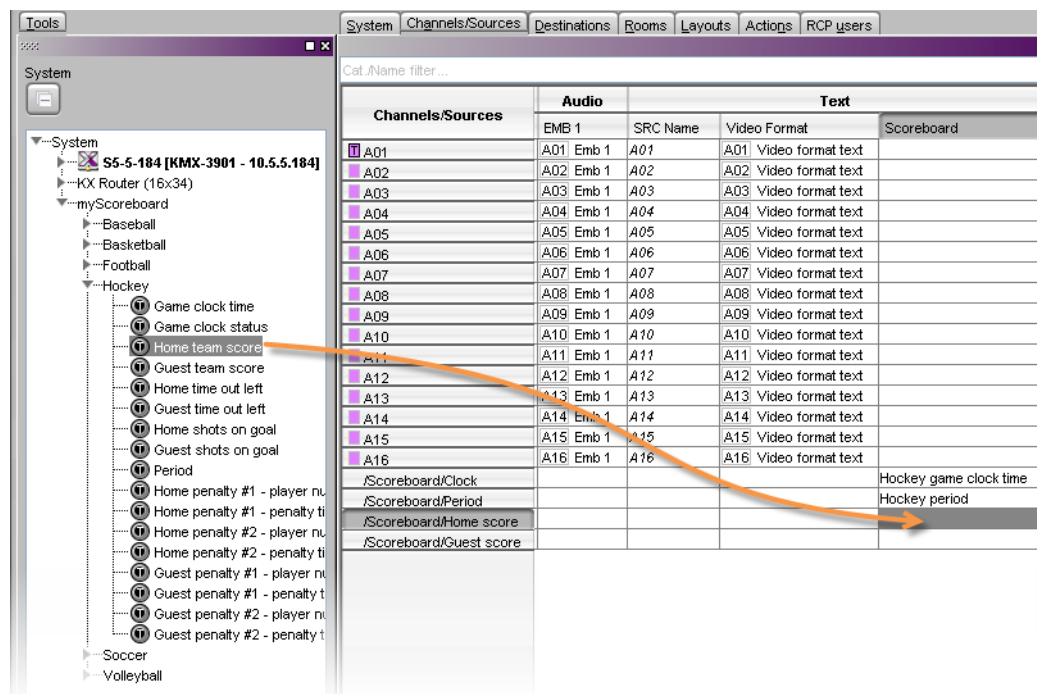 Tools
System
System
S5-5-184 [KMX-3901 - 10.5.5.184]
KX Router (16x34)
myScoreboard
Baseball
Basketball
Football
Hockey
Game clock time
Game clock status
Home team score
Guest team score
Home time out left
Guest time out left
Home shots on goal
Guest shots on goal
Period
Home penalty #1 - player nu
Home penalty #1 - penalty ti
Home penalty #2 - player nu
Home penalty #2 - penalty ti
Guest penalty #1 - player nu
Guest penalty #1 - penalty t
Guest penalty #2 - player nu
Guest penalty #2 - penalty t
Soccer
Volleyball
System Channels/Sources Destinations Rooms Layouts Actions RCP users
Cat./Name filter...
Channels/Sources Audio Text
EMB 1 SRC Name Video Format Scoreboard
T A01 A01 Emb 1 A01 A01 Video format text
A02 A02 Emb 1 A02 A02 Video format text
A03 A03 Emb 1 A03 A03 Video format text
A04 A04 Emb 1 A04 A04 Video format text
A05 A05 Emb 1 A05 A05 Video format text
A06 A06 Emb 1 A06 A06 Video format text
A07 A07 Emb 1 A07 A07 Video format text
A08 A08 Emb 1 A08 A08 Video format text
A09 A09 Emb 1 A09 A09 Video format text
A10 A10 Emb 1 A10 A10 Video format text
A11 A11 Emb 1 A11 A11 Video format text
A12 A12 Emb 1 A12 A12 Video format text
A13 A13 Emb 1 A13 A13 Video format text
A14 A14 Emb 1 A14 A14 Video format text
A15 A15 Emb 1 A15 A15 Video format text
A16 A16 Emb 1 A16 A16 Video format text
/Scoreboard/Clock Hockey game clock time
/Scoreboard/Period Hockey period
/Scoreboard/Home score
/Scoreboard/Guest score